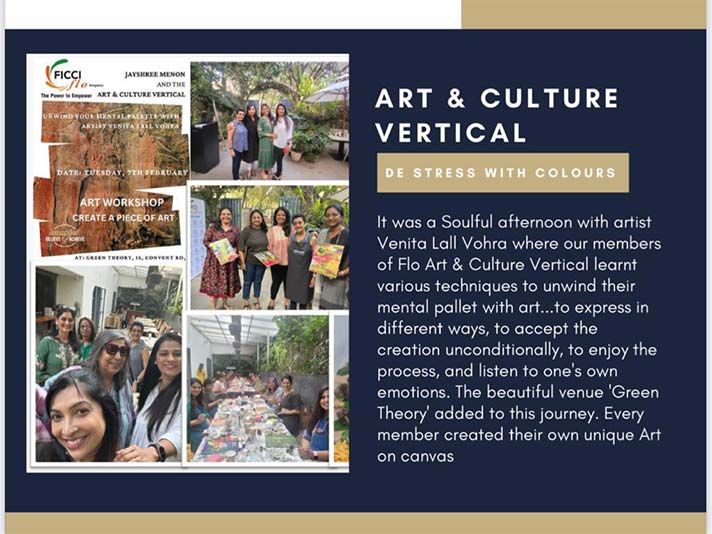 FICCI
flo
The Power to Empower
JAYSHREE MENON
AND THE
ART & CULTURE VERTICAL
UNWIND YOUR MENTAL PALETTE WITH
ARTIST VENITA LALL VOHRA
DATE: TUESDAY, 7TH FEBRUARY
ART WORKSHOP
CREATE A PIECE OF ART
imagine
BELIEVE & ACHIEVE
AT: GREEN THEORY, 15, CONVENT RD,
ART & CULTURE
VERTICAL
DE STRESS WITH COLOURS
It was a Soulful afternoon with artist
Venita Lall Vohra where our members
of Flo Art & Culture Vertical learnt
various techniques to unwind their
mental pallet with art...to express in
different ways, to accept the
creation unconditionally, to enjoy the
process, and listen to one's own
emotions. The beautiful venue 'Green
Theory' added to this journey. Every
member created their own unique Art
on canvas